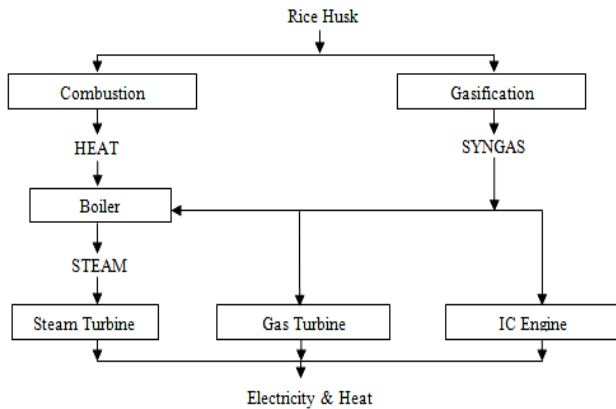 Rice Husk
Combustion
Gasification
HEAT
SYNGAS
Boiler
STEAM
Steam Turbine
Gas Turbine
IC Engine
Electricity & Heat